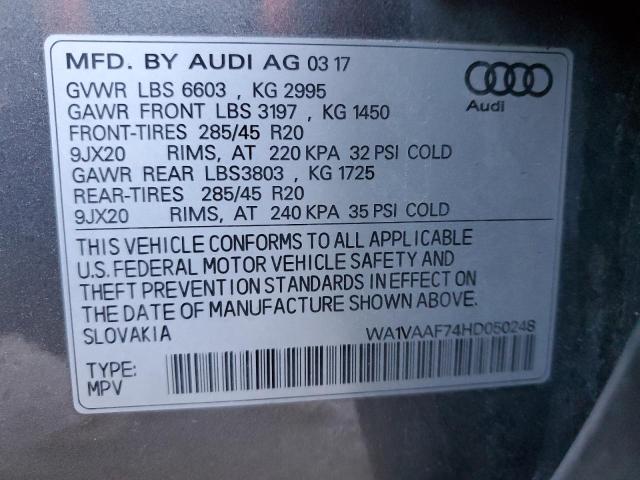 MFD. BY AUDI AG 03 17
GVWR LBS 6603 , KG 2995
GAWR FRONT LBS 3197 , KG 1450
FRONT-TIRES 285/45 R20
9JX20 RIMS, AT 220 KPA 32 PSI COLD
GAWR REAR LBS3803 , KG 1725
REAR-TIRES 285/45 R20
9JX20 RIMS, AT 240 KPA 35 PSI COLD
Audi
THIS VEHICLE CONFORMS TO ALL APPLICABLE
U.S. FEDERAL MOTOR VEHICLE SAFETY AND
THEFT PREVENTION STANDARDS IN EFFECT ON
THE DATE OF MANUFACTURE SHOWN ABOVE
SLOVAKIA WA1VAAF74HD050248
TYPE:
MPV